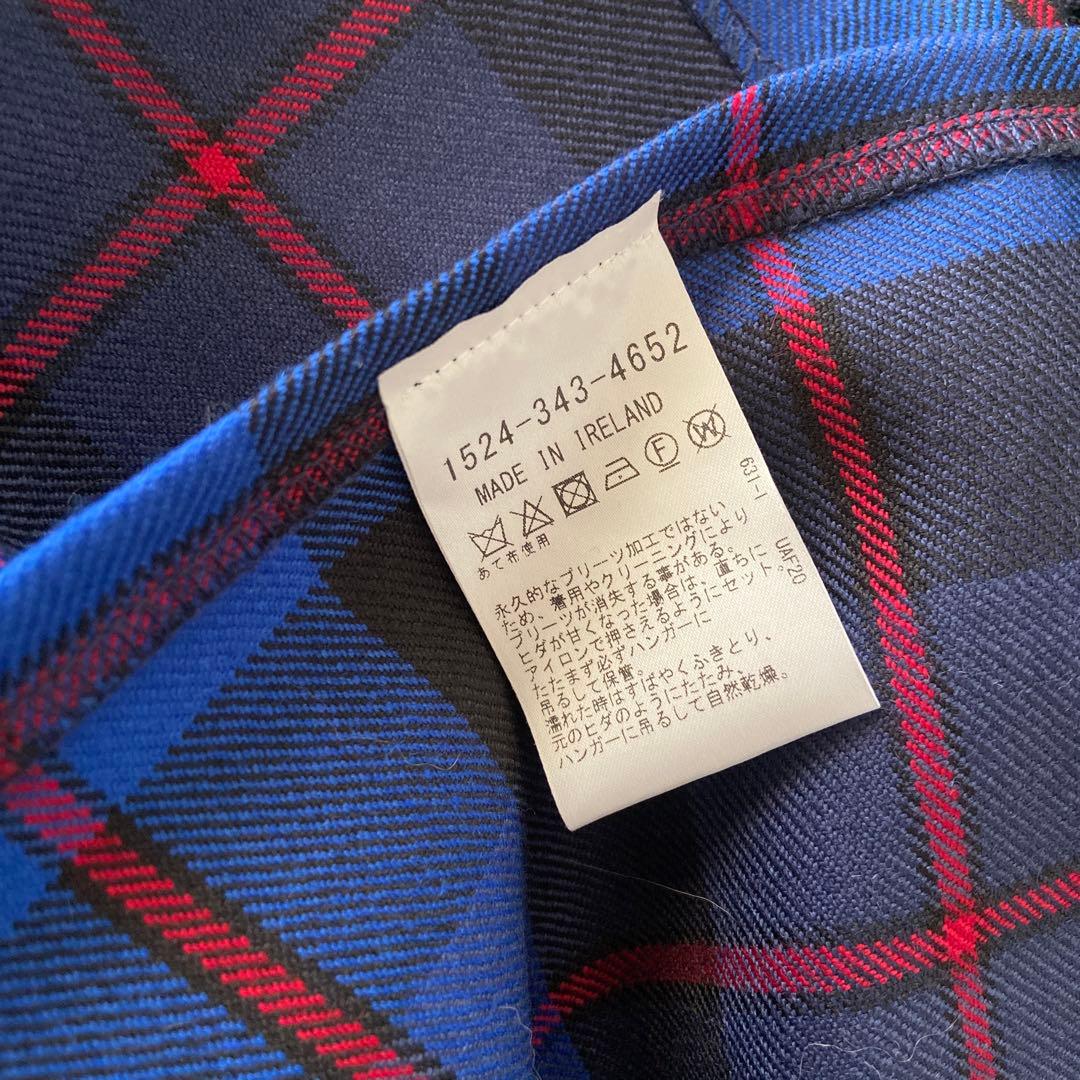 1524-343-4652
MADE IN IRELAND
F W
あて布使用
永久的なプリーツ加工ではない
ため、着用やクリーニングにより
プリーツが消失する事がある。
ヒダが甘くなった場合は、直ちに
アイロンで押さえるようにセット。
たたまず必ずハンガーに
吊るして保管。
濡れた時はすばやくふきとり、
元のヒダのようにたたみ、
ハンガーに吊るして自然乾燥。
631-1 UAF20